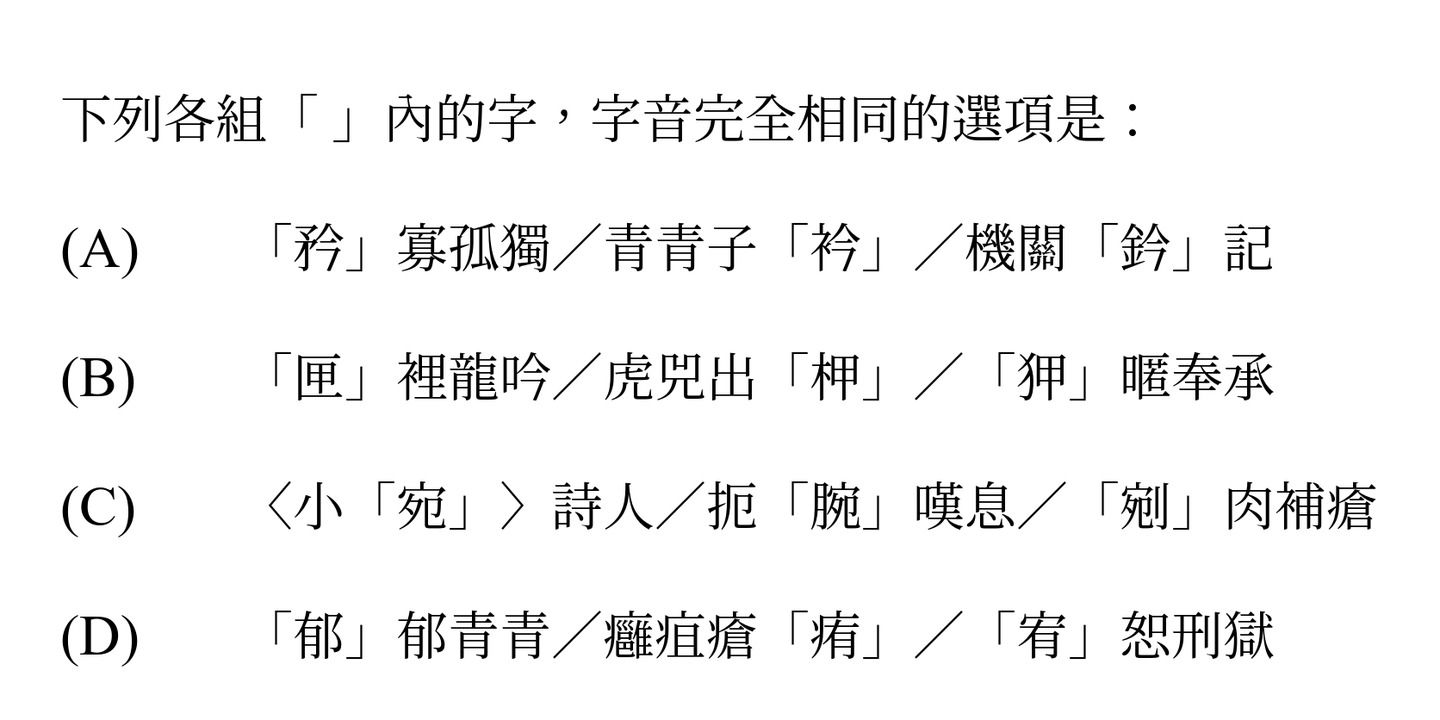 下列各組「 」內的字，字音完全相同的選項是：
(A) 「矜」寡孤獨／青青子「衿」／機關「鈐」記
(B) 「匣」裡龍吟／虎兕出「柙」／「狎」暱奉承
(C) 〈小「宛」〉詩人／扼「腕」嘆息／「剜」肉補瘡
(D) 「郁」郁青青／癰疽瘡「痏」／「宥」恕刑獄